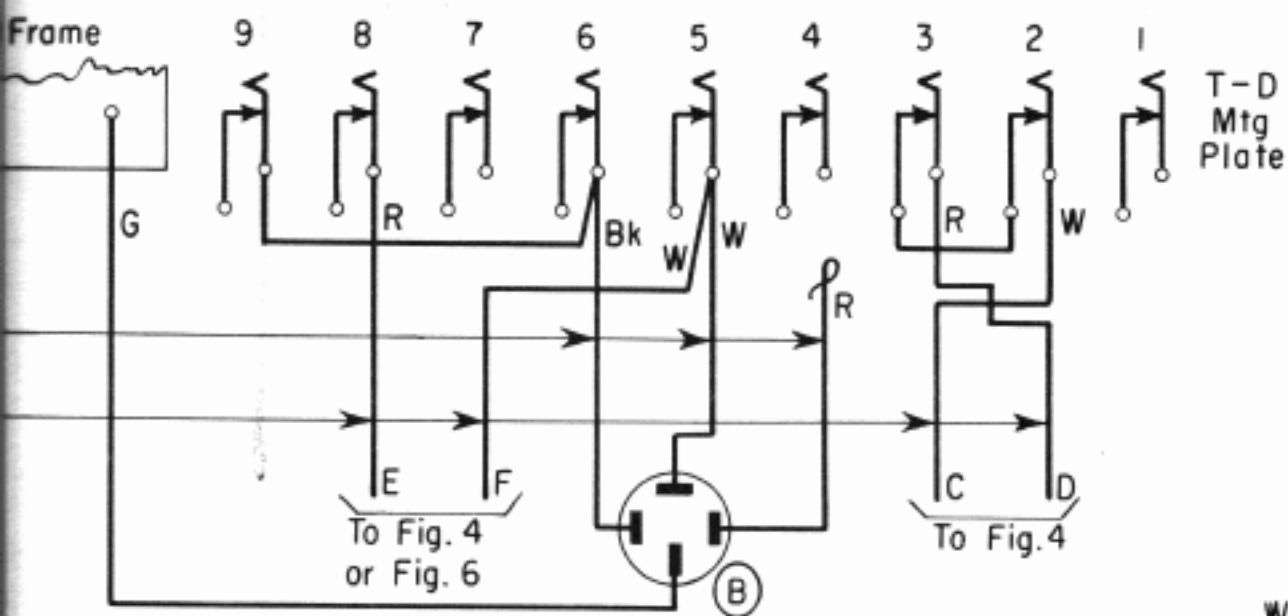 Frame 9 8 7 6 5 4 3 2 1
T-D
Mtg
Plate
G R Bk W W R R W
E F C D
To Fig. 4
or Fig. 6
To Fig. 4
B